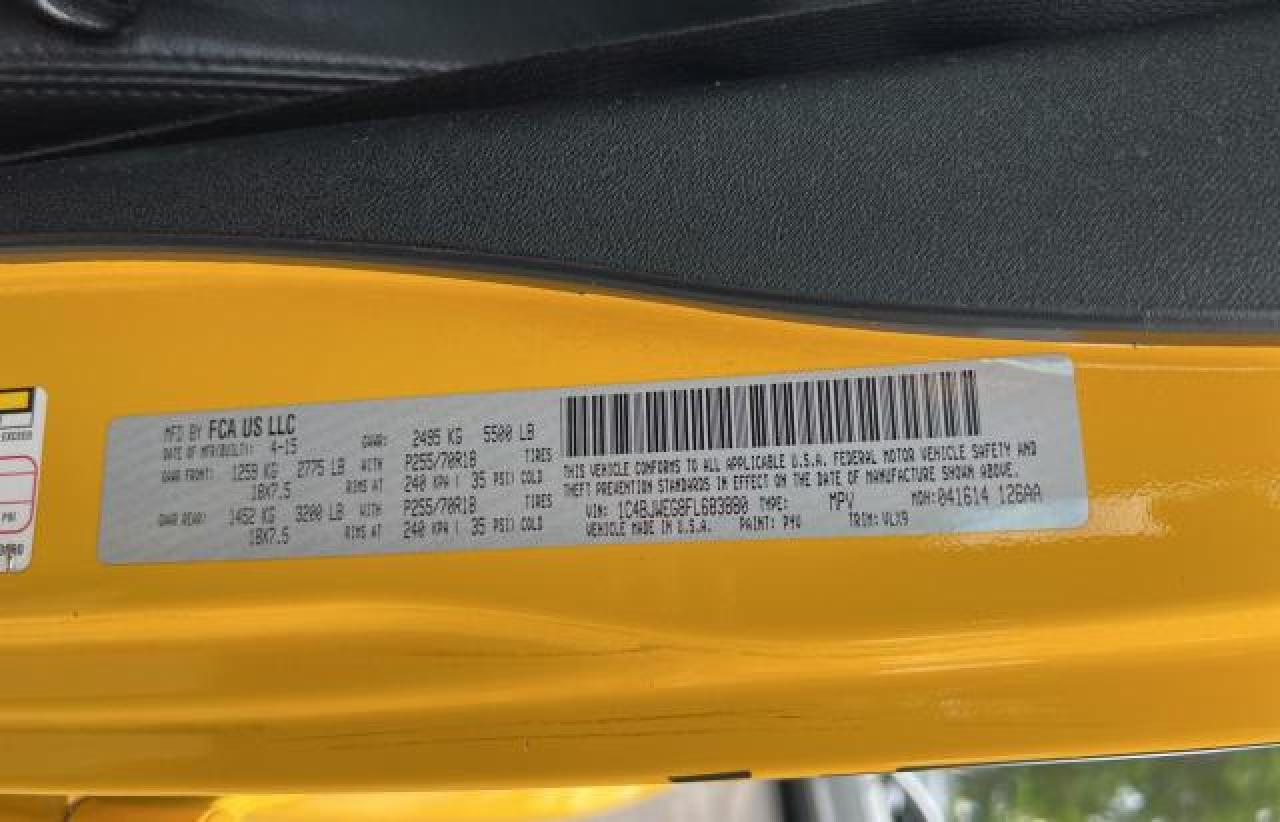 MFD BY FCA US LLC
DATE OF MFR(BUILT): 4-15 GVWR: 2495 KG 5500 LB
GAWR FRONT: 1259 KG 2775 LB WITH P255/70R18 TIRES
18X7.5 RIMS AT 240 KPA ( 35 PSI) COLD
GAWR REAR: 1452 KG 3200 LB WITH P255/70R18 TIRES
18X7.5 RIMS AT 240 KPA ( 35 PSI) COLD
THIS VEHICLE CONFORMS TO ALL APPLICABLE U.S.A. FEDERAL MOTOR VEHICLE SAFETY AND
THEFT PREVENTION STANDARDS IN EFFECT ON THE DATE OF MANUFACTURE SHOWN ABOVE.
VIN: 1C4BJWEG8FL683880 TYPE: MPV MDH:041614 126AA
VEHICLE MADE IN U.S.A. PAINT: TRIM: VLX9
EXCEED
PSI